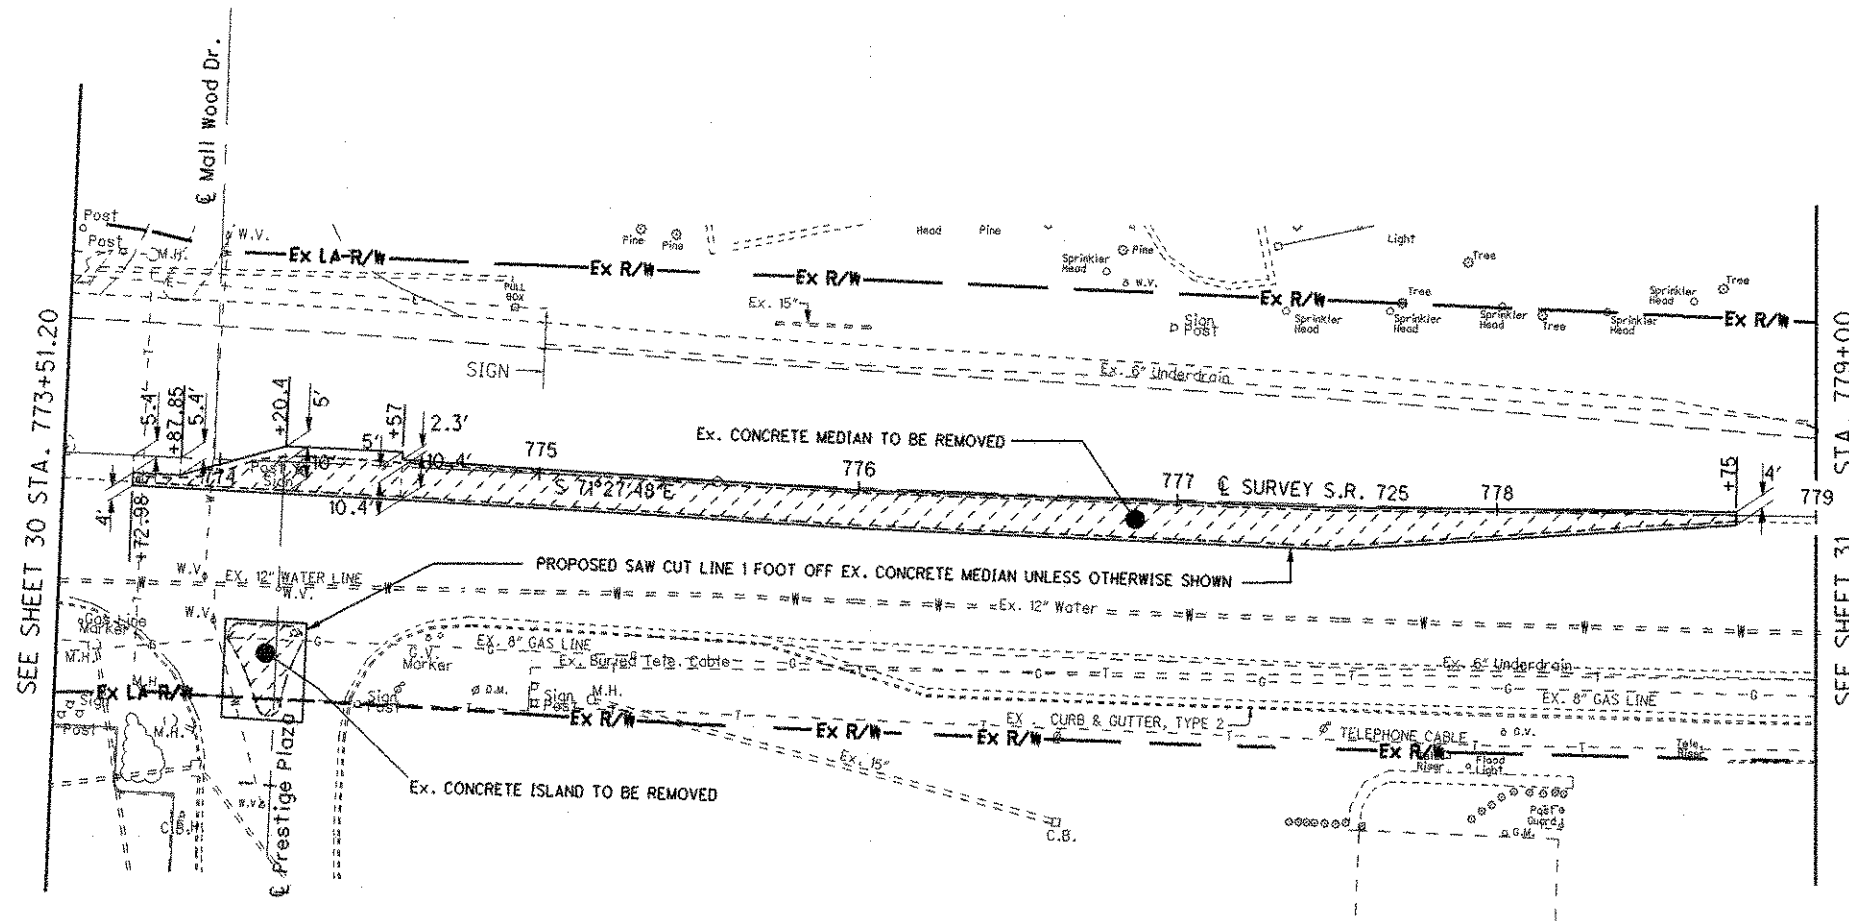 ℄ Mall Wood Dr.
Post
Post
M.H.
W.V.
Ex LA-R/W
Pine
Pine
Ex R/W
Head
Pine
Ex R/W
Sprinkler
Head
Pine
W.V.
Light
Ex R/W
Tree
Tree
Sprinkler
Head
Sprinkler
Head
Sprinkler
Head
Tree
Sprinkler
Head
Sprinkler
Head
Tree
Ex R/W
PULL
BOX
Ex. 15"
Sign
Post
SIGN
Ex. 6" Underdrain
SEE SHEET 30 STA. 773+51.20
SEE SHEET 31 STA. 779+00
5.4'
+87.85
5.4'
+20.4
5'
+57
2.3'
5'
10.4'
10'
Ex. CONCRETE MEDIAN TO BE REMOVED
774
Post
Sign
775
776
777
℄ SURVEY S.R. 725
778
+75
4'
779
S 71°27'48" E
10.4'
4'
+72.98
PROPOSED SAW CUT LINE 1 FOOT OFF EX. CONCRETE MEDIAN UNLESS OTHERWISE SHOWN
W.V.
EX. 12" WATER LINE
W.V.
W
W
W
W
Ex. 12" Water
W
W
W
W.V.
Gas Line
Marker
M.H.
G
G.V.
Marker
EX. 8" GAS LINE
Ex. Buried Tele. Cable
G
G
T
Ex. 6" Underdrain
G
EX. 8" GAS LINE
G
M.H.
Ex LA-R/W
Sign
Post
M.H.
Sign
Post
D.M.
Sign
Post
M.H.
Ex R/W
Ex R/W
Ex R/W
EX. CURB & GUTTER, TYPE 2
TELEPHONE CABLE
G.V.
Ex R/W
Riser
Flood
Light
Tele.
Riser
Ex. 15"
Ex. CONCRETE ISLAND TO BE REMOVED
W.V.
C.B.
C.B.
Post
Guard
G.M.
℄ Prestige Plaza